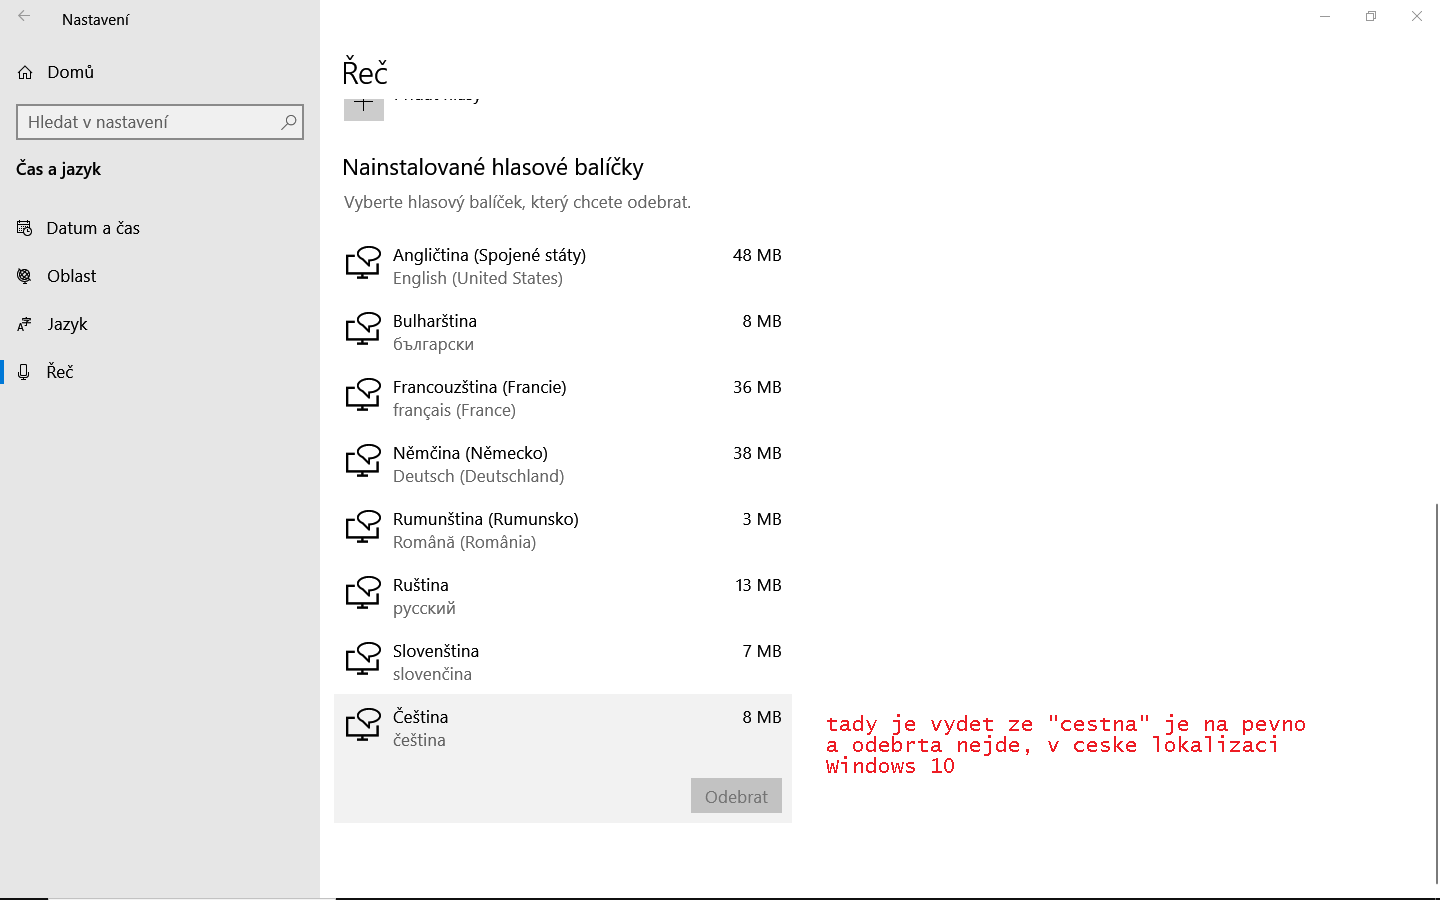 Nastavení
Domů
Hledat v nastavení
Čas a jazyk
Datum a čas
Oblast
Jazyk
Řeč
Řeč
Přidat hlasy
Nainstalované hlasové balíčky
Vyberte hlasový balíček, který chcete odebrat.
Angličtina (Spojené státy) 48 MB
English (United States)
Bulharština 8 MB
български
Francouzština (Francie) 36 MB
français (France)
Němčina (Německo) 38 MB
Deutsch (Deutschland)
Rumunština (Rumunsko) 3 MB
Română (România)
Ruština 13 MB
русский
Slovenština 7 MB
slovenčina
Čeština 8 MB
čeština
Odebrat
tady je vydet ze "cestna" je na pevno
a odebrta nejde, v ceske lokalizaci
Windows 10